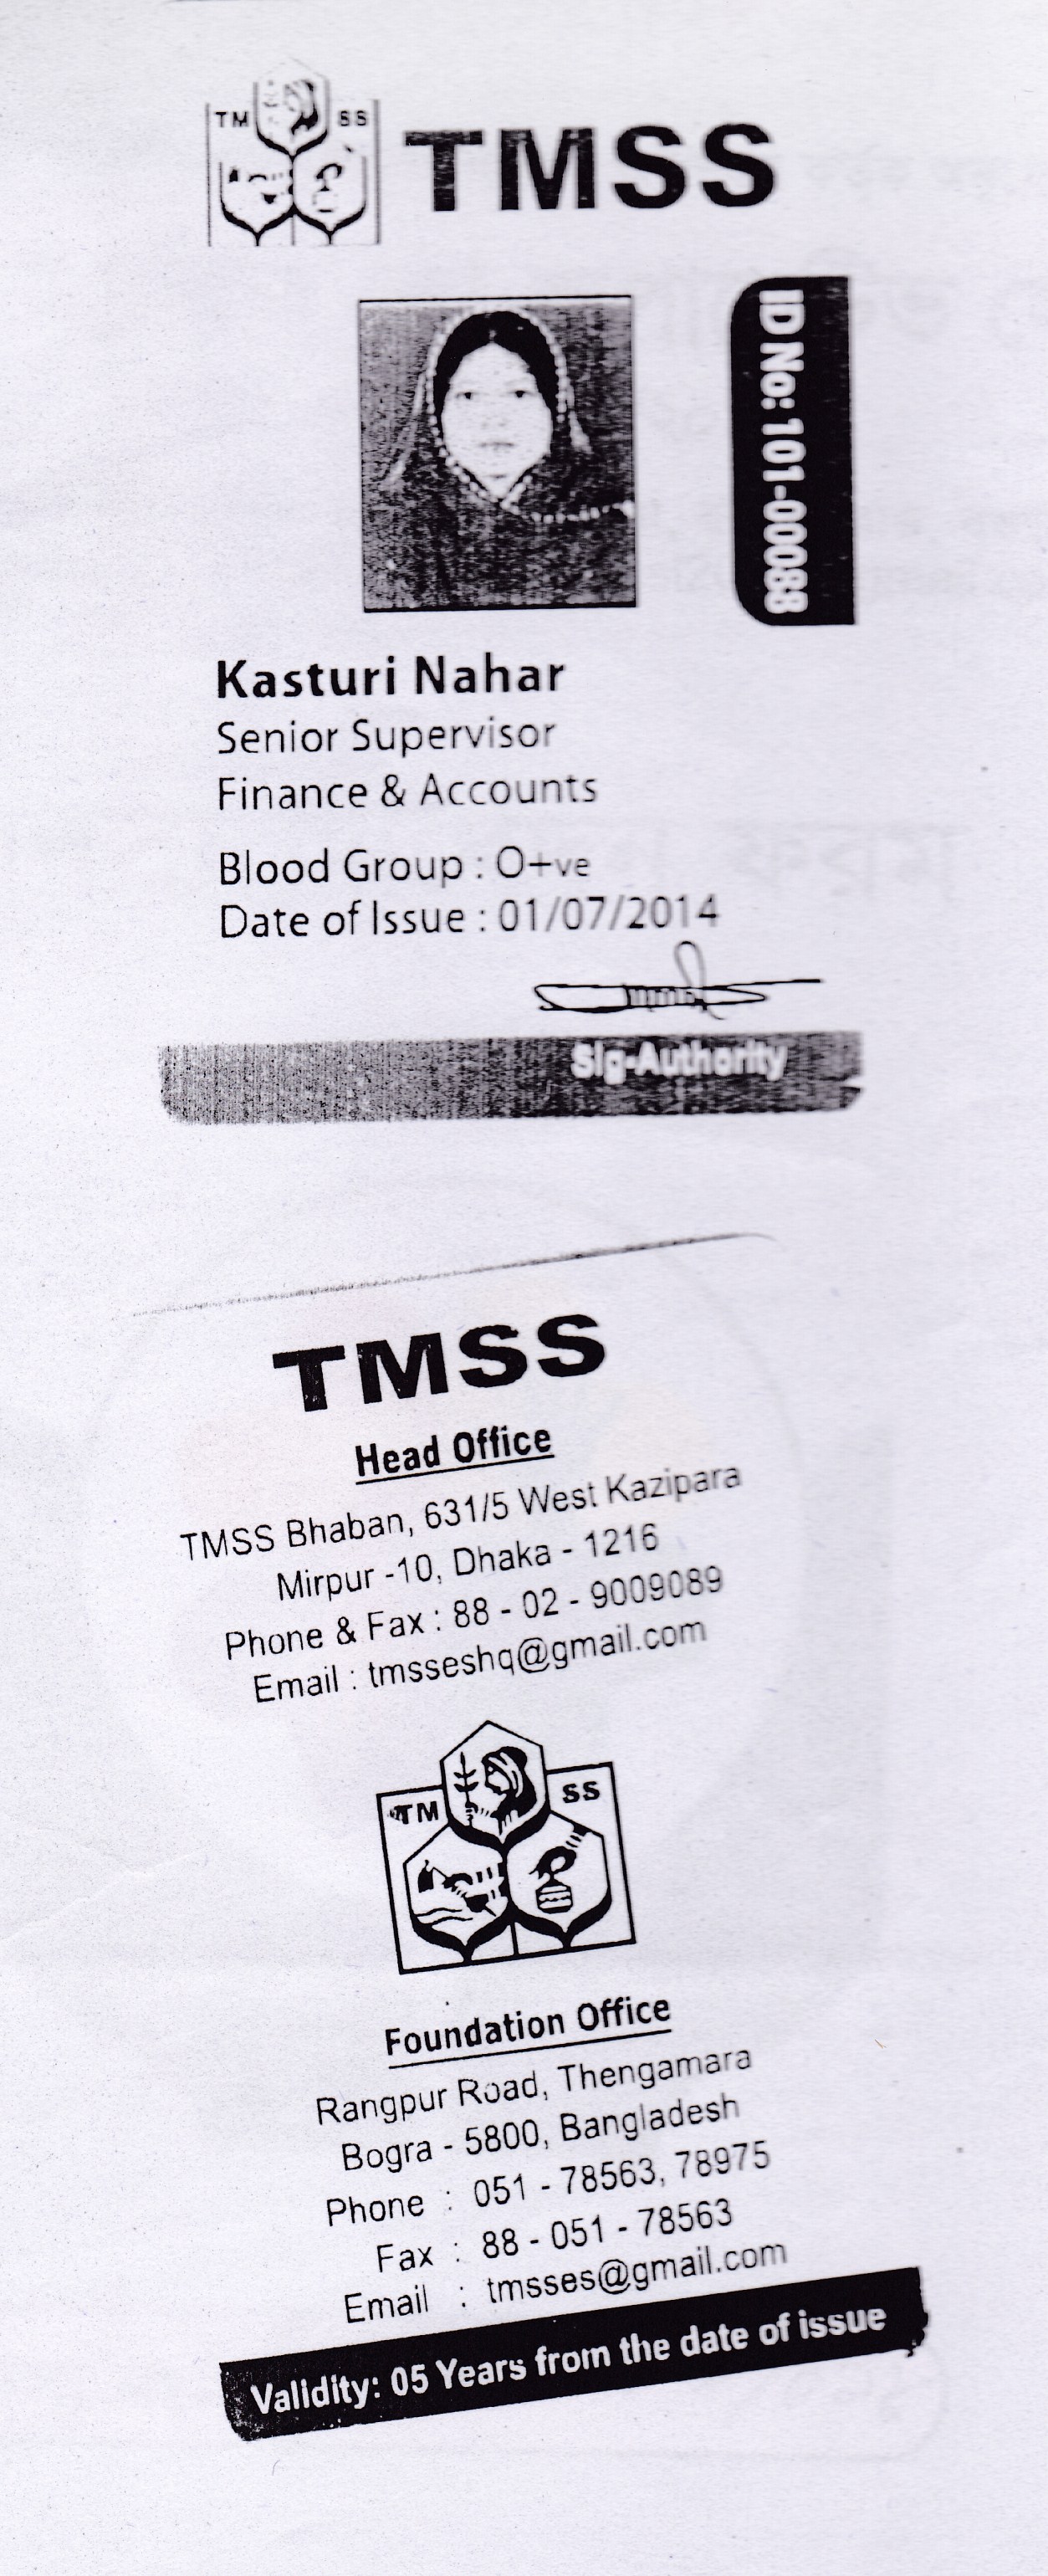 TM SS
TMSS
ID No: 101-00088
Kasturi Nahar
Senior Supervisor
Finance & Accounts
Blood Group : O+ve
Date of Issue : 01/07/2014
Sig-Authority
TMSS
Head Office
TMSS Bhaban, 631/5 West Kazipara
Mirpur -10, Dhaka - 1216
Phone & Fax : 88 - 02 - 9009089
Email : tmsseshq@gmail.com
TM SS
Foundation Office
Rangpur Road, Thengamara
Bogra - 5800, Bangladesh
Phone : 051 - 78563, 78975
Fax : 88 - 051 - 78563
Email : tmsses@gmail.com
Validity: 05 Years from the date of issue